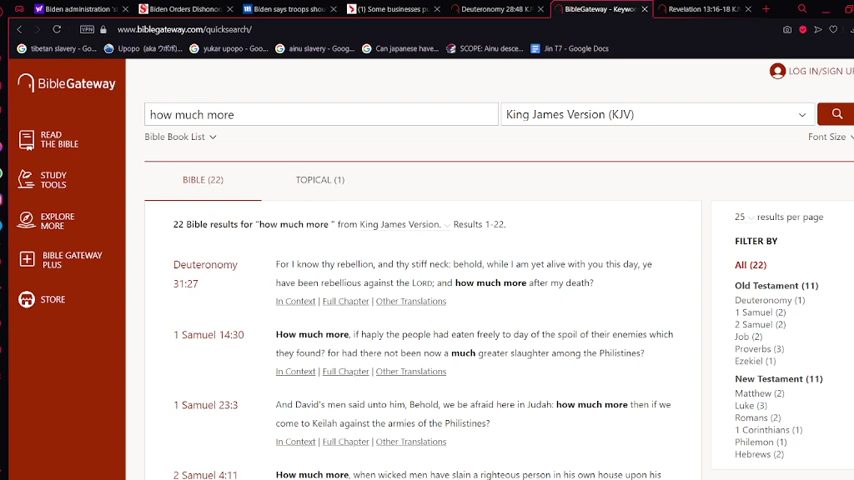 Biden administration
Biden Orders Dishono
Biden says troops shou
(1) Some businesses pu
Deuteronomy 28:48 K
BibleGateway - Keywo
Revelation 13:16-18 K
VPN
www.biblegateway.com/quicksearch/
tibetan slavery - Goo
yukar upopo - Goog
ainu slavery - Googl
Can japanese have...
SCOPE: Ainu desce...
Jin T7 - Google Docs
BibleGateway
LOG IN/SIGN UP
how much more
King James Version (KJV)
Bible Book List
Font Size
READ
THE BIBLE
STUDY
TOOLS
EXPLORE
MORE
BIBLE GATEWAY
PLUS
STORE
BIBLE (22)
TOPICAL (1)
22 Bible results for "how much more " from King James Version. Results 1-22.
Deuteronomy
31:27
For I know thy rebellion, and thy stiff neck: behold, while I am yet alive with you this day, ye
have been rebellious against the LORD; and how much more after my death?
In Context | Full Chapter | Other Translations
1 Samuel 14:30
How much more, if haply the people had eaten freely to day of the spoil of their enemies which
they found? for had there not been now a much greater slaughter among the Philistines?
In Context | Full Chapter | Other Translations
1 Samuel 23:3
And David's men said unto him, Behold, we be afraid here in Judah: how much more then if we
come to Keilah against the armies of the Philistines?
In Context | Full Chapter | Other Translations
2 Samuel 4:11
How much more, when wicked men have slain a righteous person in his own house upon his
25 results per page
FILTER BY
All (22)
Old Testament (11)
Deuteronomy (1)
1 Samuel (2)
2 Samuel (2)
Job (2)
Proverbs (3)
Ezekiel (1)
New Testament (11)
Matthew (2)
Luke (3)
Romans (2)
1 Corinthians (1)
Philemon (1)
Hebrews (2)